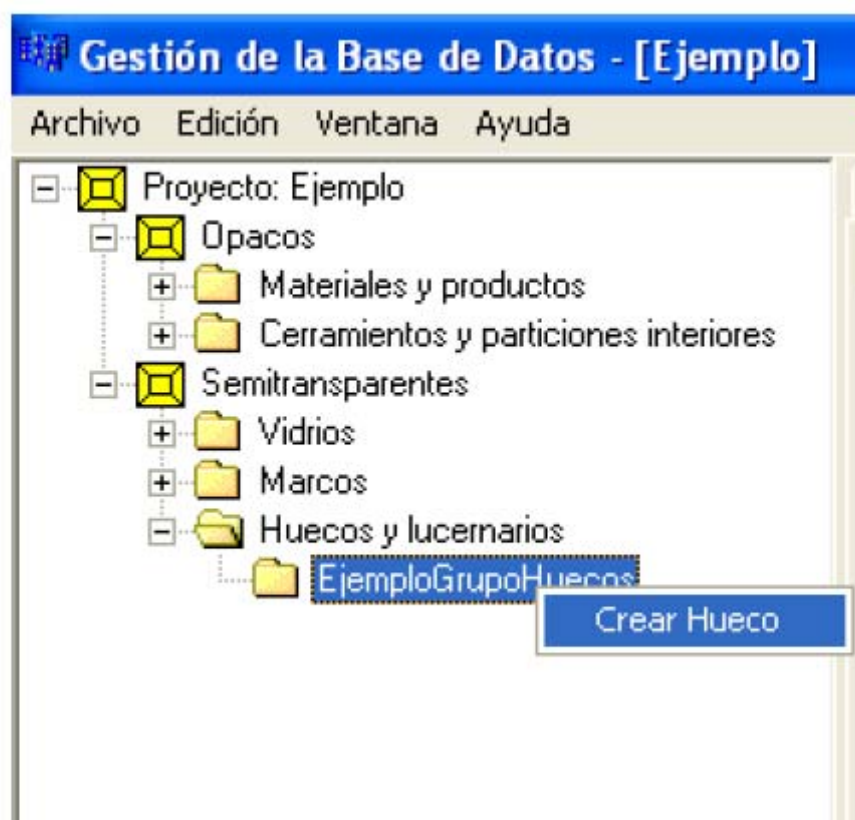 Gestión de la Base de Datos - [Ejemplo]
Archivo Edición Ventana Ayuda
Proyecto: Ejemplo
Opacos
Materiales y productos
Cerramientos y particiones interiores
Semitransparentes
Vidrios
Marcos
Huecos y lucernarios
EjemploGrupoHuecos
Crear Hueco